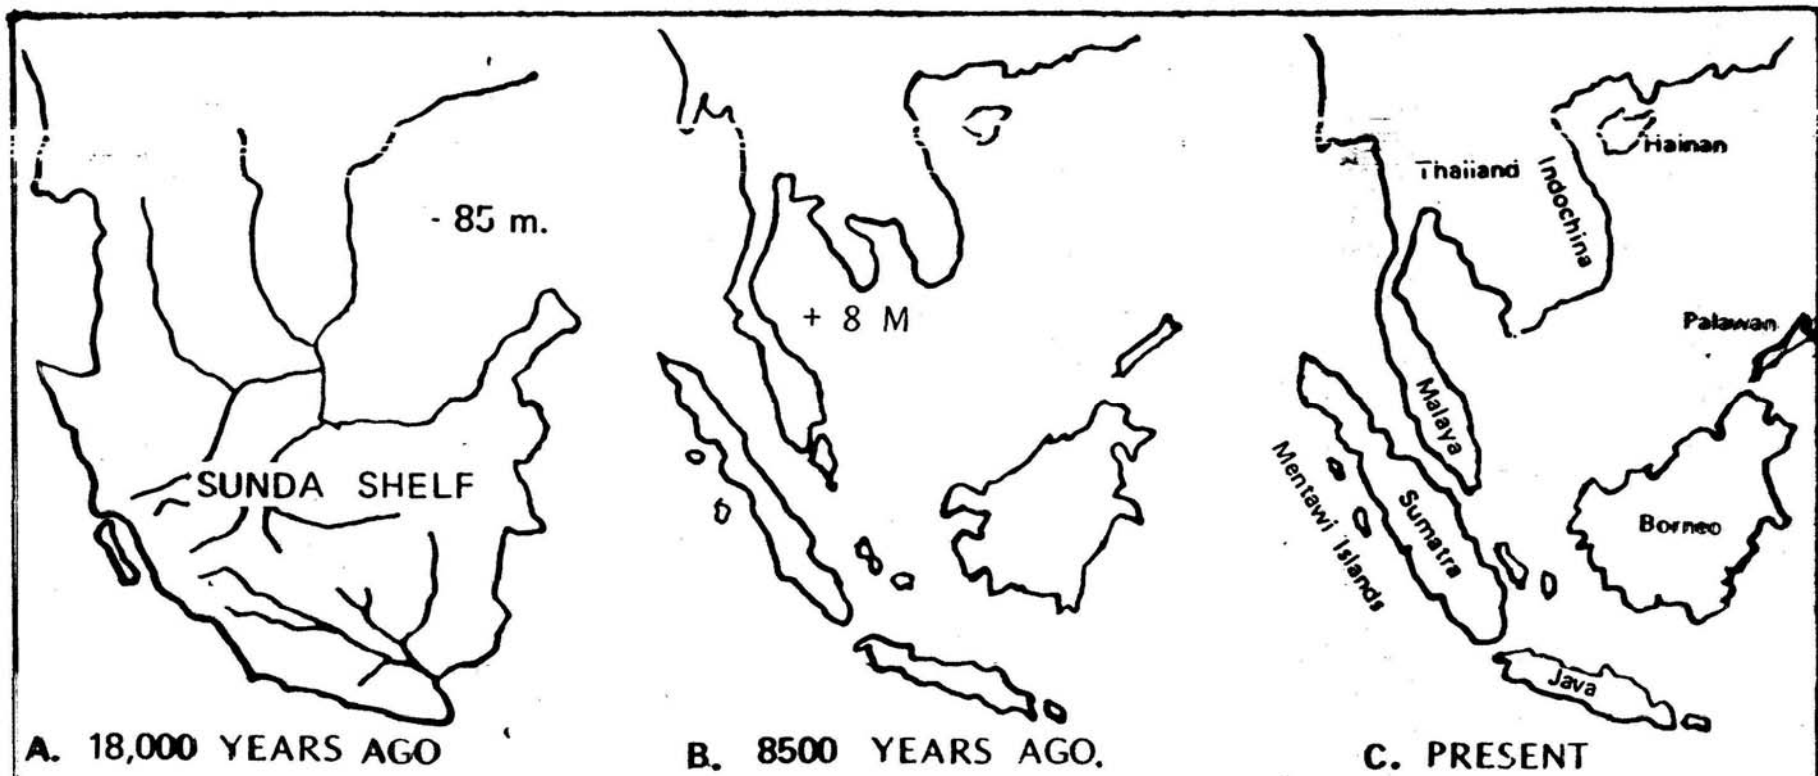 - 85 m.
SUNDA SHELF
A. 18,000 YEARS AGO
+ 8 M
B. 8500 YEARS AGO.
Hainan
Thailand
Indochina
Palawan
Malaya
Mentawi Islands
Sumatra
Borneo
Java
C. PRESENT